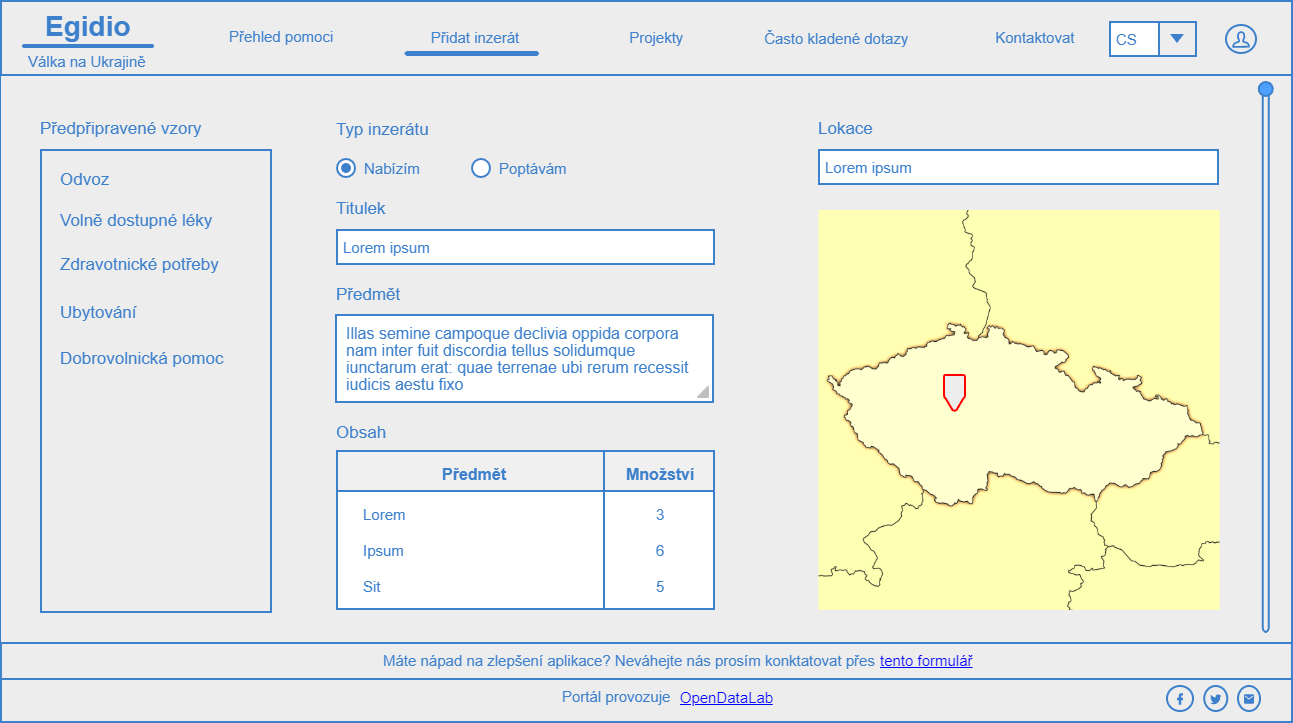 Egidio
Válka na Ukrajině
Přehled pomoci
Přidat inzerát
Projekty
Často kladené dotazy
Kontaktovat
CS
Předpřipravené vzory
Odvoz
Volně dostupné léky
Zdravotnické potřeby
Ubytování
Dobrovolnická pomoc
Typ inzerátu
Nabízím
Poptávám
Titulek
Lorem ipsum
Předmět
Illas semine campoque declivia oppida corpora
nam inter fuit discordia tellus solidumque
iunctarum erat: quae terrenae ubi rerum recessit
iudicis aestu fixo
Obsah
Předmět Množství
Lorem 3
Ipsum 6
Sit 5
Lokace
Lorem ipsum
Máte nápad na zlepšení aplikace? Neváhejte nás prosím konktatovat přes tento formulář
Portál provozuje OpenDataLab